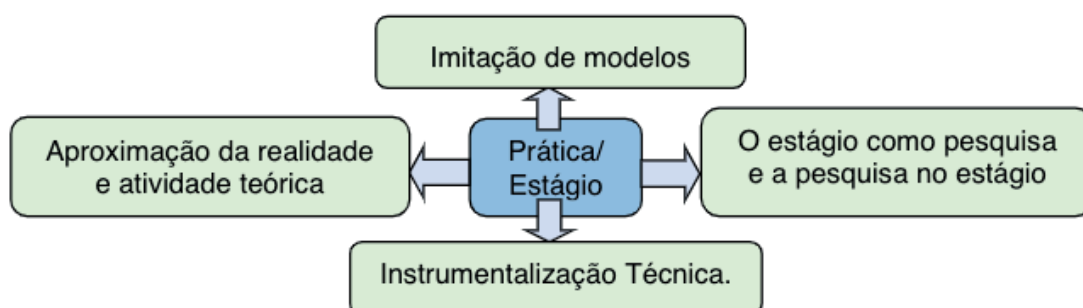 Imitação de modelos
Aproximação da realidade
e atividade teórica
Prática/
Estágio
O estágio como pesquisa
e a pesquisa no estágio
Instrumentalização Técnica.